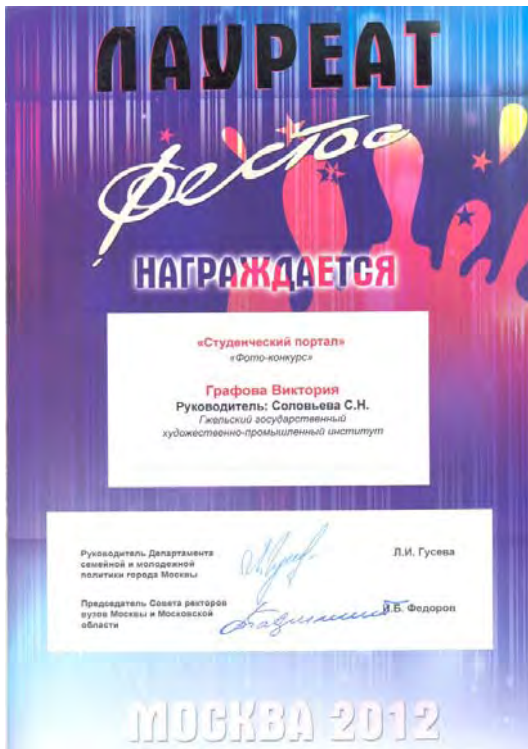 ЛАУРЕАТ
Фестос
НАГРАЖДАЕТСЯ
«Студенческий портал»
«Фото-конкурс»
Графова Виктория
Руководитель: Соловьева С.Н.
Гжельский государственный
художественно-промышленный институт
Руководитель Департамента
семейной и молодежной
политики города Москвы
Л.И. Гусева
Председатель Совета ректоров
вузов Москвы и Московской
области
И.Б. Федоров
МОСКВА 2012